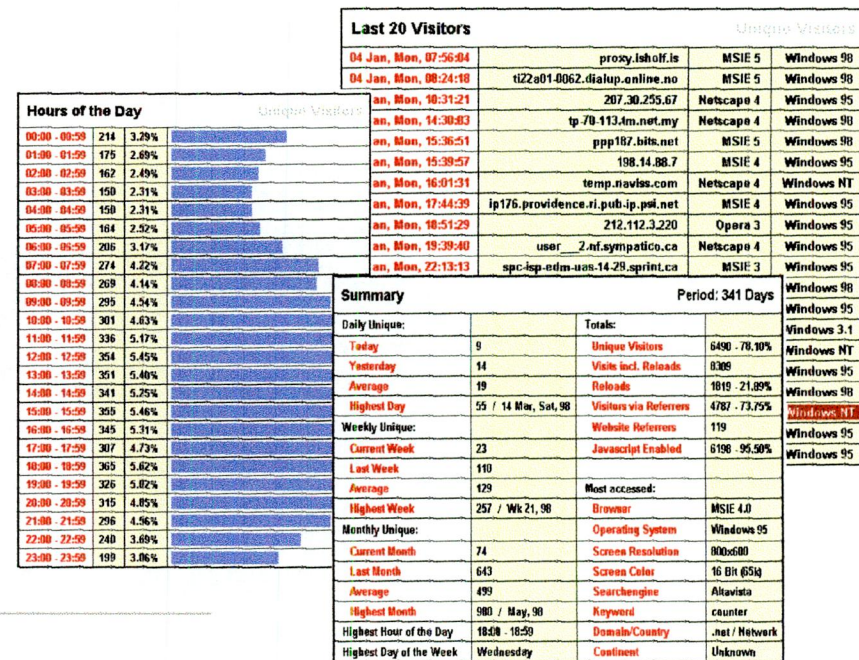 Last 20 Visitors Unique Visitors
04 Jan, Mon, 07:56:04 proxy.isholf.is MSIE 5 Windows 98
04 Jan, Mon, 08:24:18 ti22a01-0062.dialup.online.no MSIE 5 Windows 98
an, Mon, 10:31:21 207.30.255.67 Netscape 4 Windows 95
an, Mon, 14:30:03 tp-70-113.tm.net.my Netscape 4 Windows 98
an, Mon, 15:36:51 ppp187.bits.net MSIE 5 Windows 98
an, Mon, 15:39:57 198.14.88.7 MSIE 4 Windows 95
an, Mon, 16:01:31 temp.naviss.com Netscape 4 Windows NT
an, Mon, 17:44:39 ip176.providence.ri.pub-ip.psi.net MSIE 4 Windows 95
an, Mon, 18:51:29 212.112.3.220 Opera 3 Windows 95
an, Mon, 19:39:40 user___2.nf.sympatico.ca Netscape 4 Windows 95
an, Mon, 22:13:13 spc-isp-edm-uas-14-29.sprint.ca MSIE 3 Windows 95
Windows 98
Windows 95
Windows 3.1
Windows NT
Windows 95
Windows 98
Windows NT
Windows 95
Windows 95
Hours of the Day Unique Visitors
00:00 - 00:59 214 3.29%
01:00 - 01:59 175 2.69%
02:00 - 02:59 162 2.49%
03:00 - 03:59 150 2.31%
04:00 - 04:59 150 2.31%
05:00 - 05:59 164 2.52%
06:00 - 06:59 206 3.17%
07:00 - 07:59 274 4.22%
08:00 - 08:59 269 4.14%
09:00 - 09:59 295 4.54%
10:00 - 10:59 301 4.63%
11:00 - 11:59 336 5.17%
12:00 - 12:59 354 5.45%
13:00 - 13:59 351 5.40%
14:00 - 14:59 341 5.25%
15:00 - 15:59 355 5.46%
16:00 - 16:59 345 5.31%
17:00 - 17:59 307 4.73%
18:00 - 18:59 365 5.62%
19:00 - 19:59 326 5.02%
20:00 - 20:59 315 4.85%
21:00 - 21:59 296 4.56%
22:00 - 22:59 240 3.69%
23:00 - 23:59 199 3.06%
Summary Period: 341 Days
Daily Unique: Totals:
Today 9 Unique Visitors 6490 - 78.10%
Yesterday 14 Visits incl. Reloads 8309
Average 19 Reloads 1819 - 21.89%
Highest Day 55 / 14 Mar, Sat, 98 Visitors via Referrers 4787 - 73.75%
Weekly Unique: Website Referrers 119
Current Week 23 Javascript Enabled 6198 - 95.50%
Last Week 110
Average 129 Most accessed:
Highest Week 257 / Wk 21, 98 Browser MSIE 4.0
Monthly Unique: Operating System Windows 95
Current Month 74 Screen Resolution 800x600
Last Month 643 Screen Color 16 Bit (65k)
Average 499 Searchengine Altavista
Highest Month 980 / May, 98 Keyword counter
Highest Hour of the Day 18:00 - 18:59 Domain/Country .net / Network
Highest Day of the Week Wednesday Continent Unknown